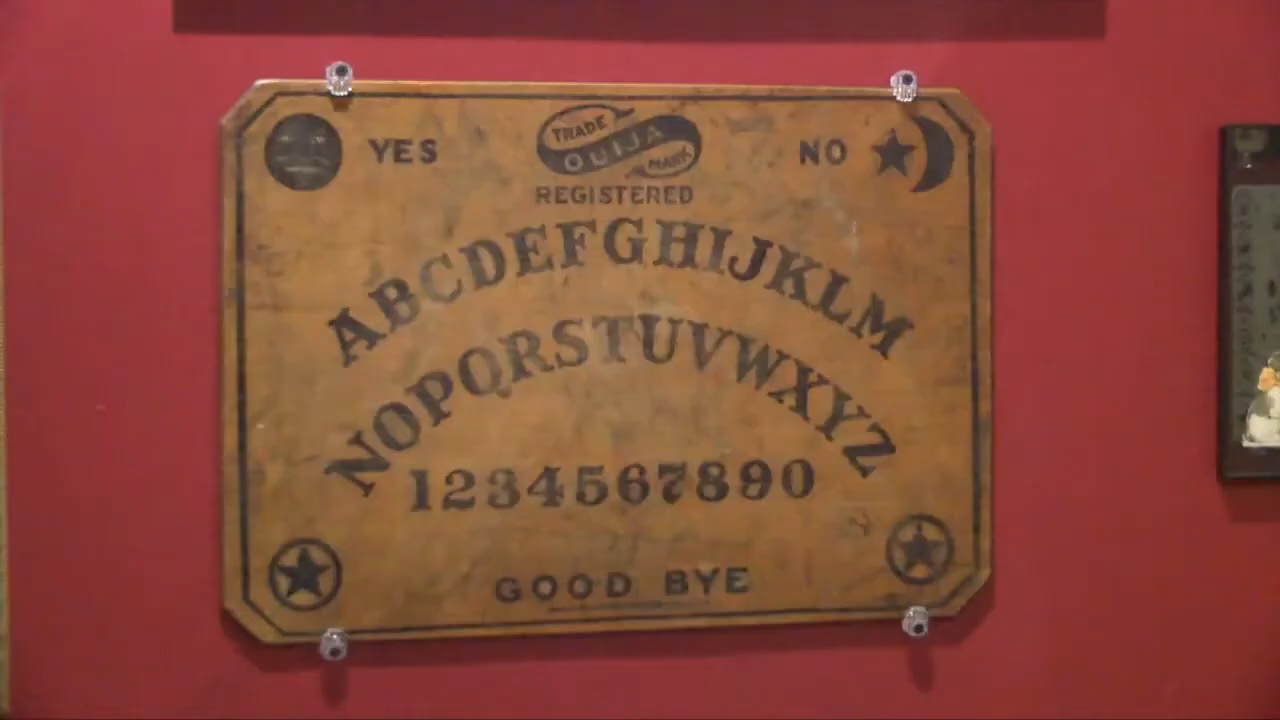 YES
TRADE
OUIJA
MARK
NO
REGISTERED
ABCDEFGHIJKLM
NOPQRSTUVWXYZ
1234567890
GOOD BYE